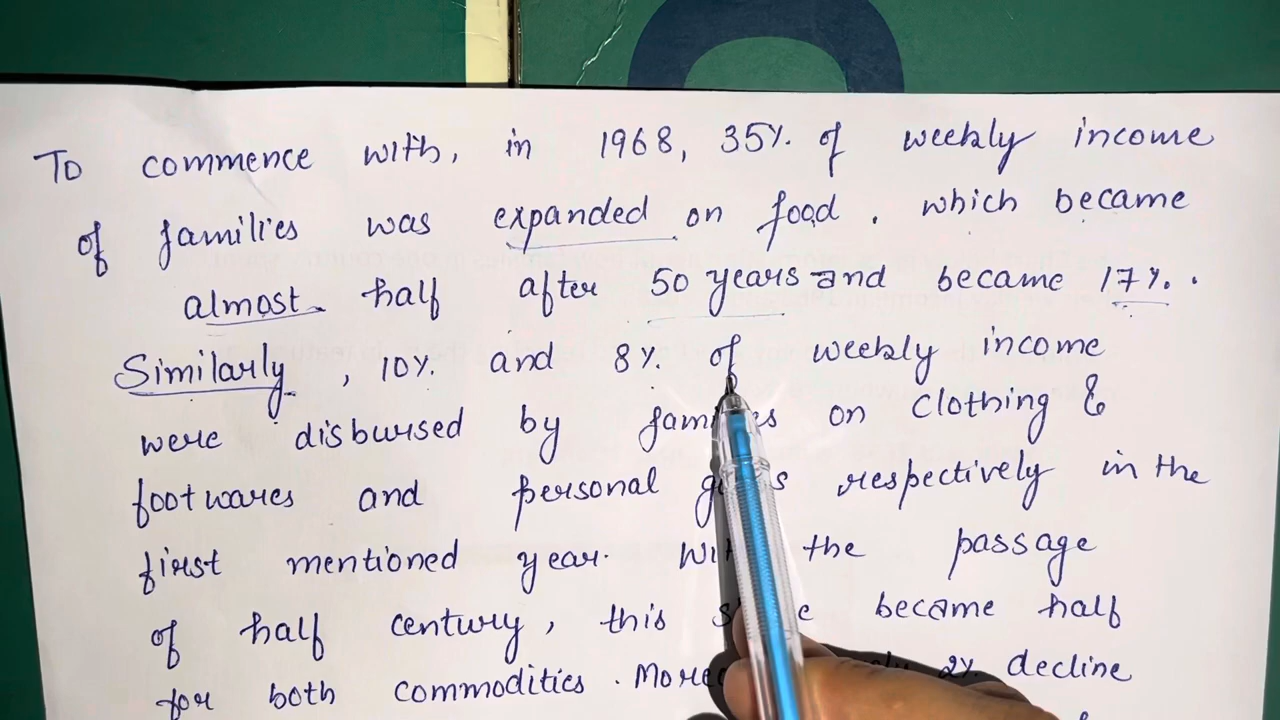 To commence with, in 1968, 35% of weekly income
of families was expanded on food. which became
almost half after 50 years and became 17%.
Similarly, 10% and 8% of weekly income
were disbursed by families on clothing &
footwares and personal respectively in the
first mentioned year. the passage
of half century, this became half
for both commodities. 2% decline